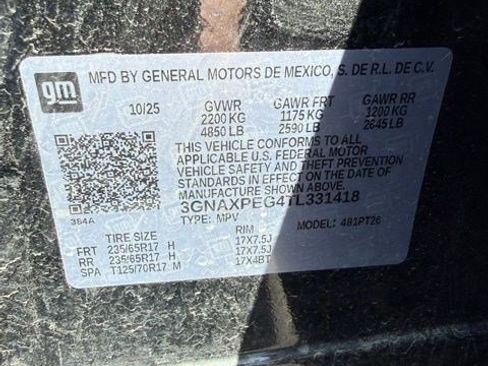 gm MFD BY GENERAL MOTORS DE MEXICO, S. DE R.L. DE C.V.
10/25 GVWR GAWR FRT GAWR RR
2200 KG 1175 KG 1200 KG
4850 LB 2590 LB 2645 LB
THIS VEHICLE CONFORMS TO ALL
APPLICABLE U.S. FEDERAL MOTOR
VEHICLE SAFETY AND THEFT PREVENTION
STANDARDS IN EFFECT ON THE DATE OF
MANUFACTURE SHOWN ABOVE.
3GNAXPEG4TL331418
384A TYPE: MPV 481PT26
TIRE SIZE RIM
FRT 235/65R17 H 17X7.5J
RR 235/65R17 H 17X7.5J
SPA T125/70R17 M 17X4BT